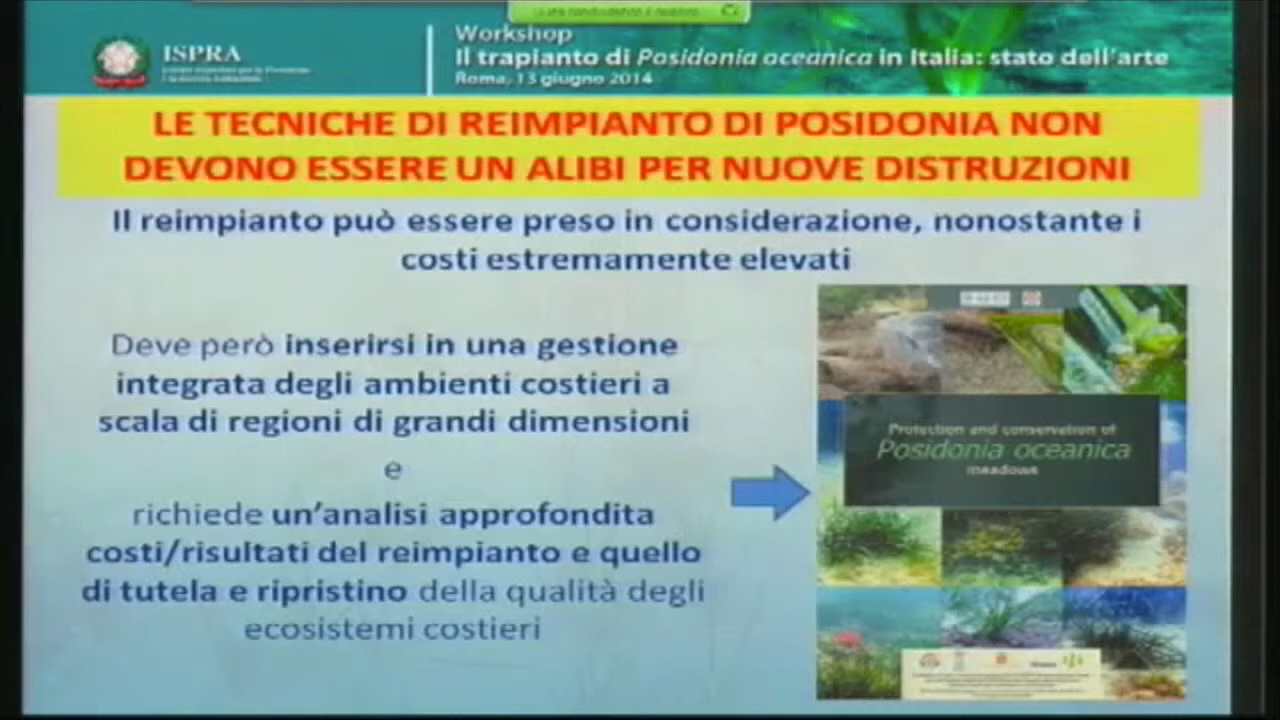 ISPRA
Workshop
Il trapianto di Posidonia oceanica in Italia: stato dell'arte
Roma, 13 giugno 2014
LE TECNICHE DI REIMPIANTO DI POSIDONIA NON
DEVONO ESSERE UN ALIBI PER NUOVE DISTRUZIONI
Il reimpianto può essere preso in considerazione, nonostante i
costi estremamente elevati
Deve però inserirsi in una gestione
integrata degli ambienti costieri a
scala di regioni di grandi dimensioni
e
richiede un'analisi approfondita
costi/risultati del reimpianto e quello
di tutela e ripristino della qualità degli
ecosistemi costieri
Protection and conservation of
Posidonia oceanica
meadows